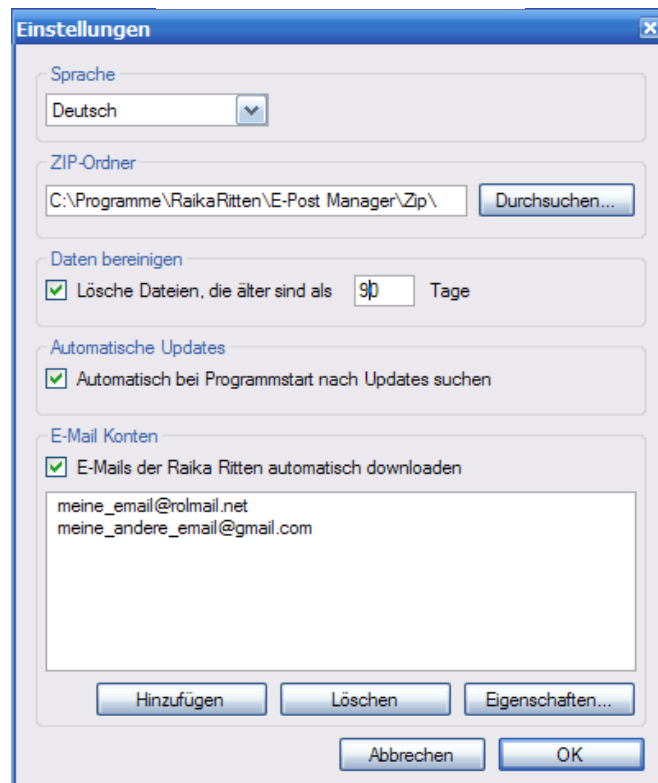 Einstellungen
Sprache
Deutsch
ZIP-Ordner
C:\Programme\RaikaRitten\E-Post Manager\Zip\ Durchsuchen...
Daten bereinigen
Lösche Dateien, die älter sind als 90 Tage
Automatische Updates
Automatisch bei Programmstart nach Updates suchen
E-Mail Konten
E-Mails der Raika Ritten automatisch downloaden
meine_email@rolmail.net
meine_andere_email@gmail.com
Hinzufügen Löschen Eigenschaften...
Abbrechen OK